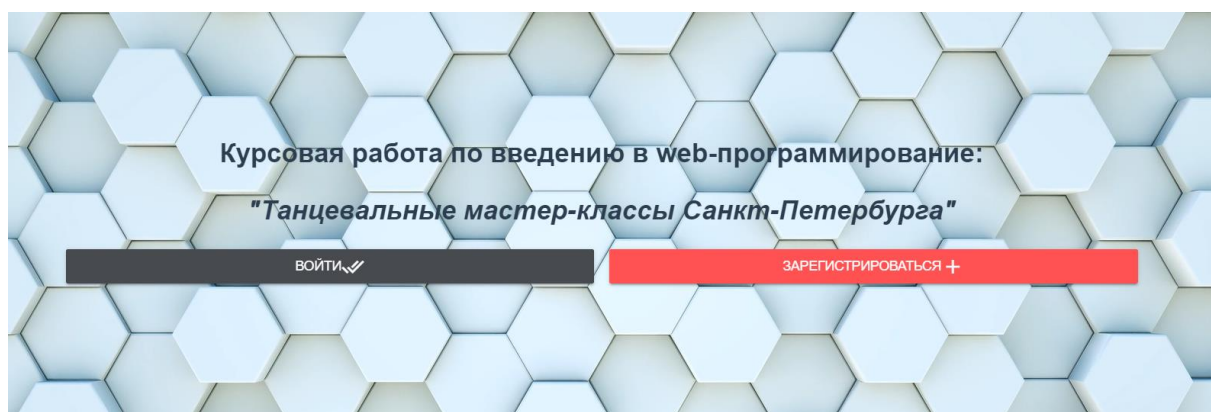 Курсовая работа по введению в web-программирование:
"Танцевальные мастер-классы Санкт-Петербурга"
ВОЙТИ
ЗАРЕГИСТРИРОВАТЬСЯ +